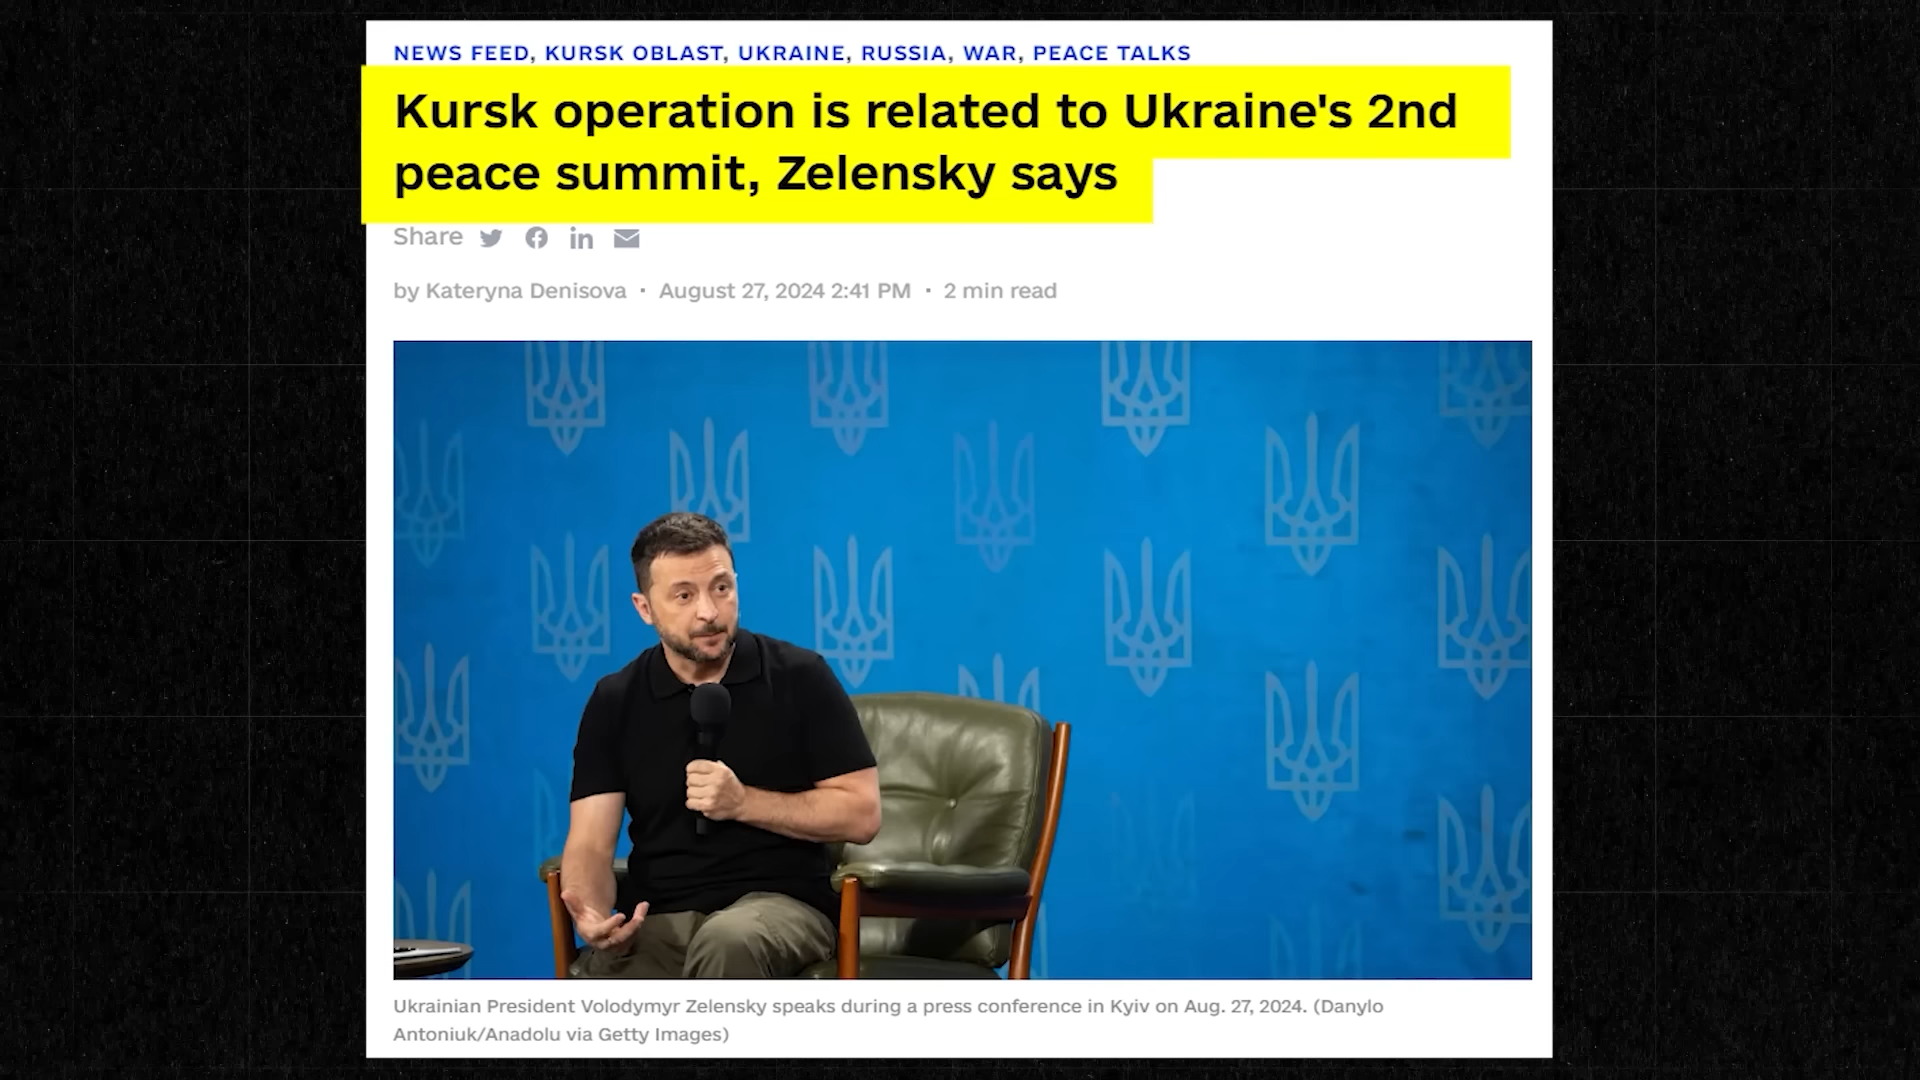 NEWS FEED, KURSK OBLAST, UKRAINE, RUSSIA, WAR, PEACE TALKS
Kursk operation is related to Ukraine's 2nd
peace summit, Zelensky says
Share
by Kateryna Denisova · August 27, 2024 2:41 PM · 2 min read
Ukrainian President Volodymyr Zelensky speaks during a press conference in Kyiv on Aug. 27, 2024. (Danylo
Antoniuk/Anadolu via Getty Images)